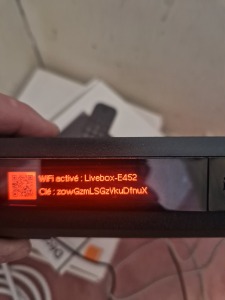 WiFi activé : Livebox-E452
Clé : zowGzmLSGzVkuDfnuX